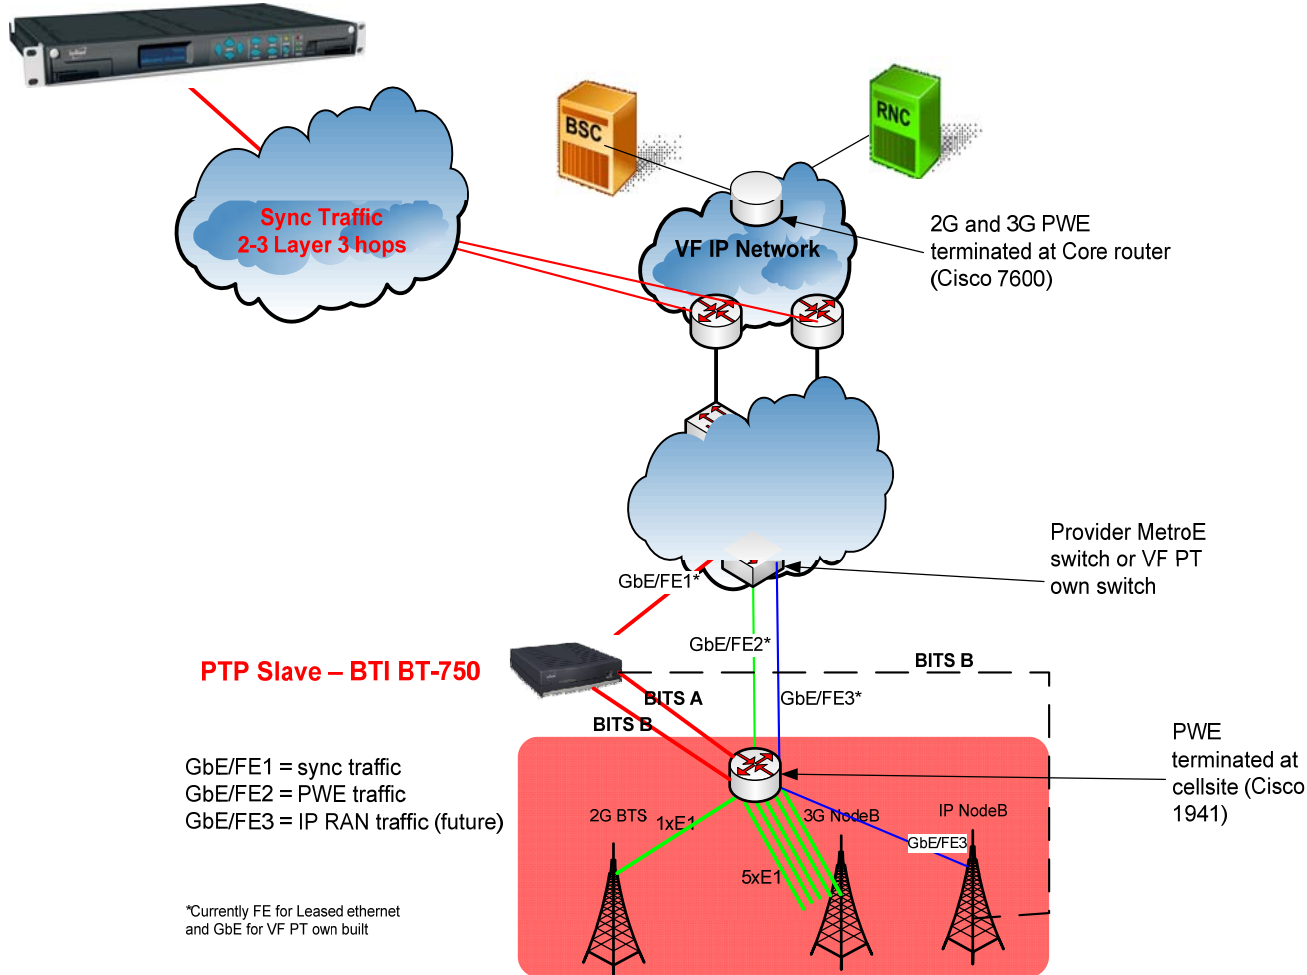 BSC
RNC
Sync Traffic
2-3 Layer 3 hops
VF IP Network
2G and 3G PWE
terminated at Core router
(Cisco 7600)
Provider MetroE
switch or VF PT
own switch
GbE/FE1*
GbE/FE2*
GbE/FE3*
BITS B
PTP Slave – BTI BT-750
BITS A
BITS B
PWE
terminated at
cellsite (Cisco
1941)
GbE/FE1 = sync traffic
GbE/FE2 = PWE traffic
GbE/FE3 = IP RAN traffic (future)
2G BTS
1xE1
3G NodeB
IP NodeB
GbE/FE3
5xE1
*Currently FE for Leased ethernet
and GbE for VF PT own built